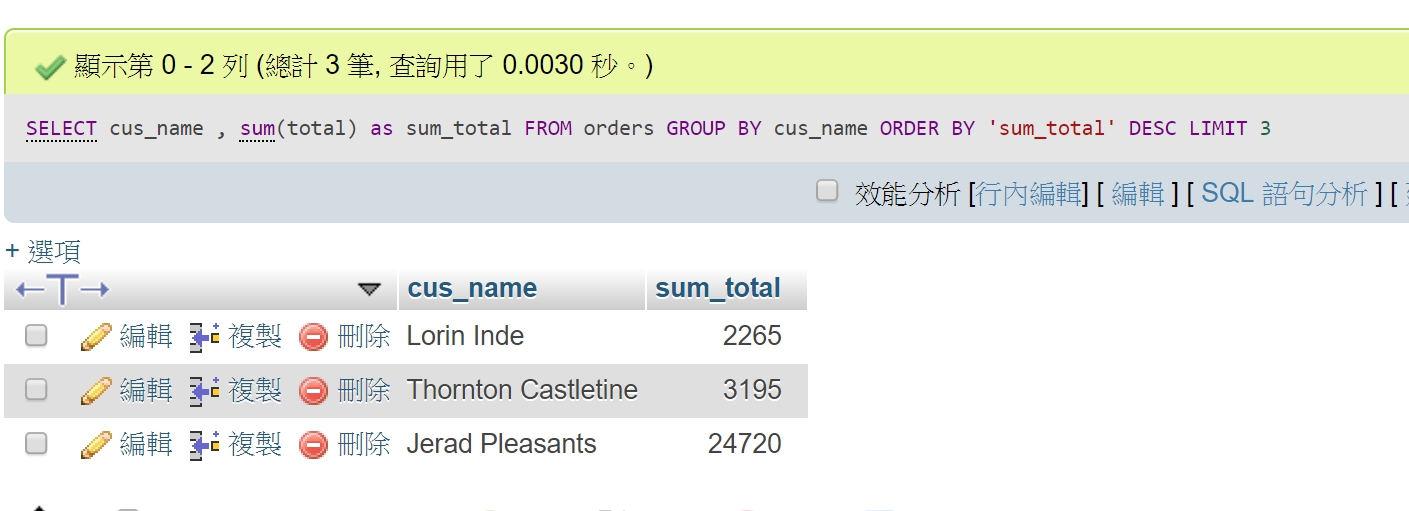 顯示第 0 - 2 列 (總計 3 筆, 查詢用了 0.0030 秒。)
SELECT cus_name , sum(total) as sum_total FROM orders GROUP BY cus_name ORDER BY 'sum_total' DESC LIMIT 3
效能分析 [行內編輯] [ 編輯 ] [ SQL 語句分析 ] [
+ 選項
←T→ cus_name sum_total
編輯 複製 刪除 Lorin Inde 2265
編輯 複製 刪除 Thornton Castletine 3195
編輯 複製 刪除 Jerad Pleasants 24720